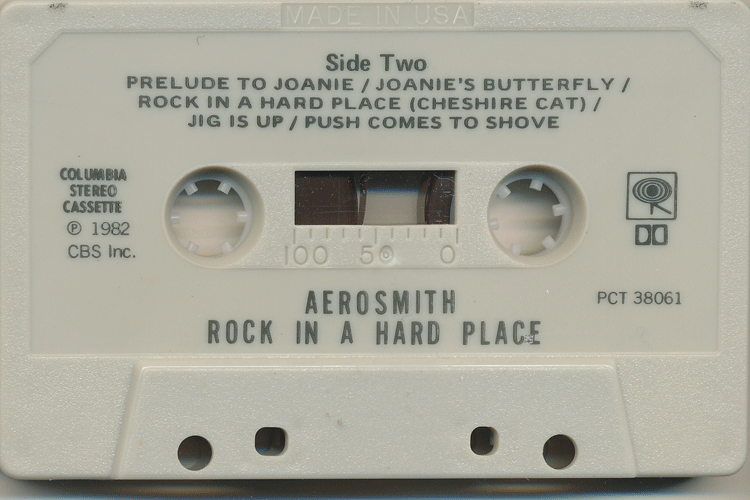 MADE IN USA
Side Two
PRELUDE TO JOANIE / JOANIE'S BUTTERFLY /
ROCK IN A HARD PLACE (CHESHIRE CAT) /
JIG IS UP / PUSH COMES TO SHOVE
COLUMBIA
STEREO
CASSETTE
℗ 1982
CBS Inc.
100 50 0
AEROSMITH
ROCK IN A HARD PLACE
PCT 38061